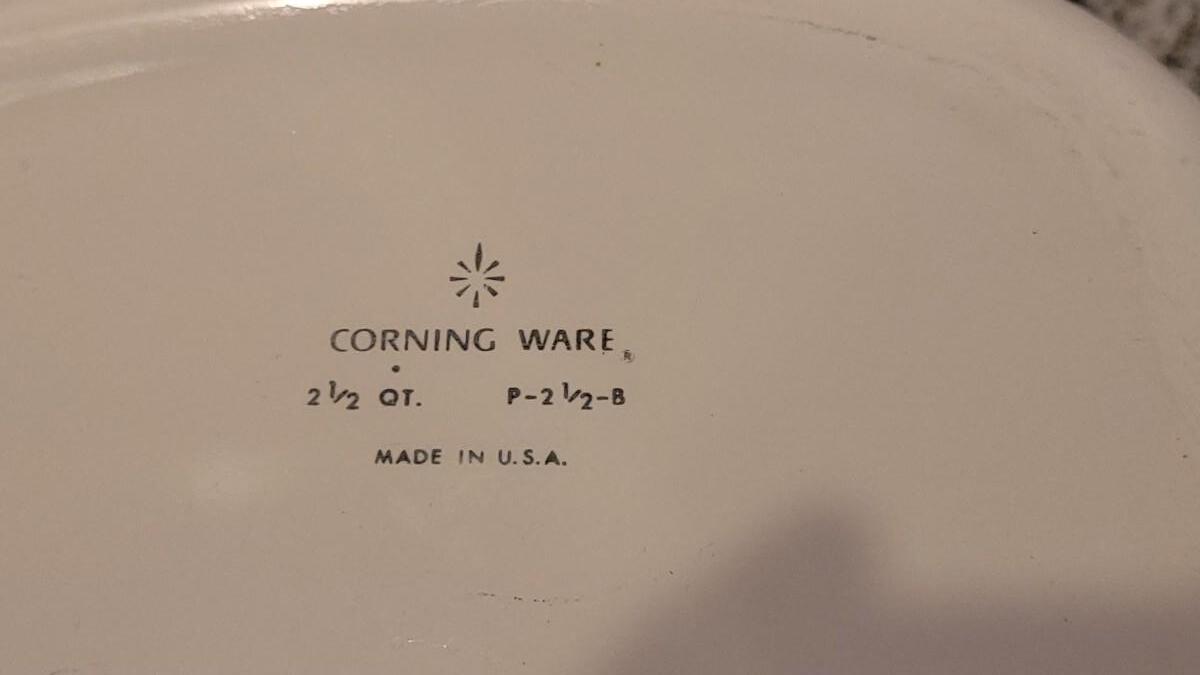 CORNING WARE®
2 1/2 QT. P-2 1/2-B
MADE IN U.S.A.